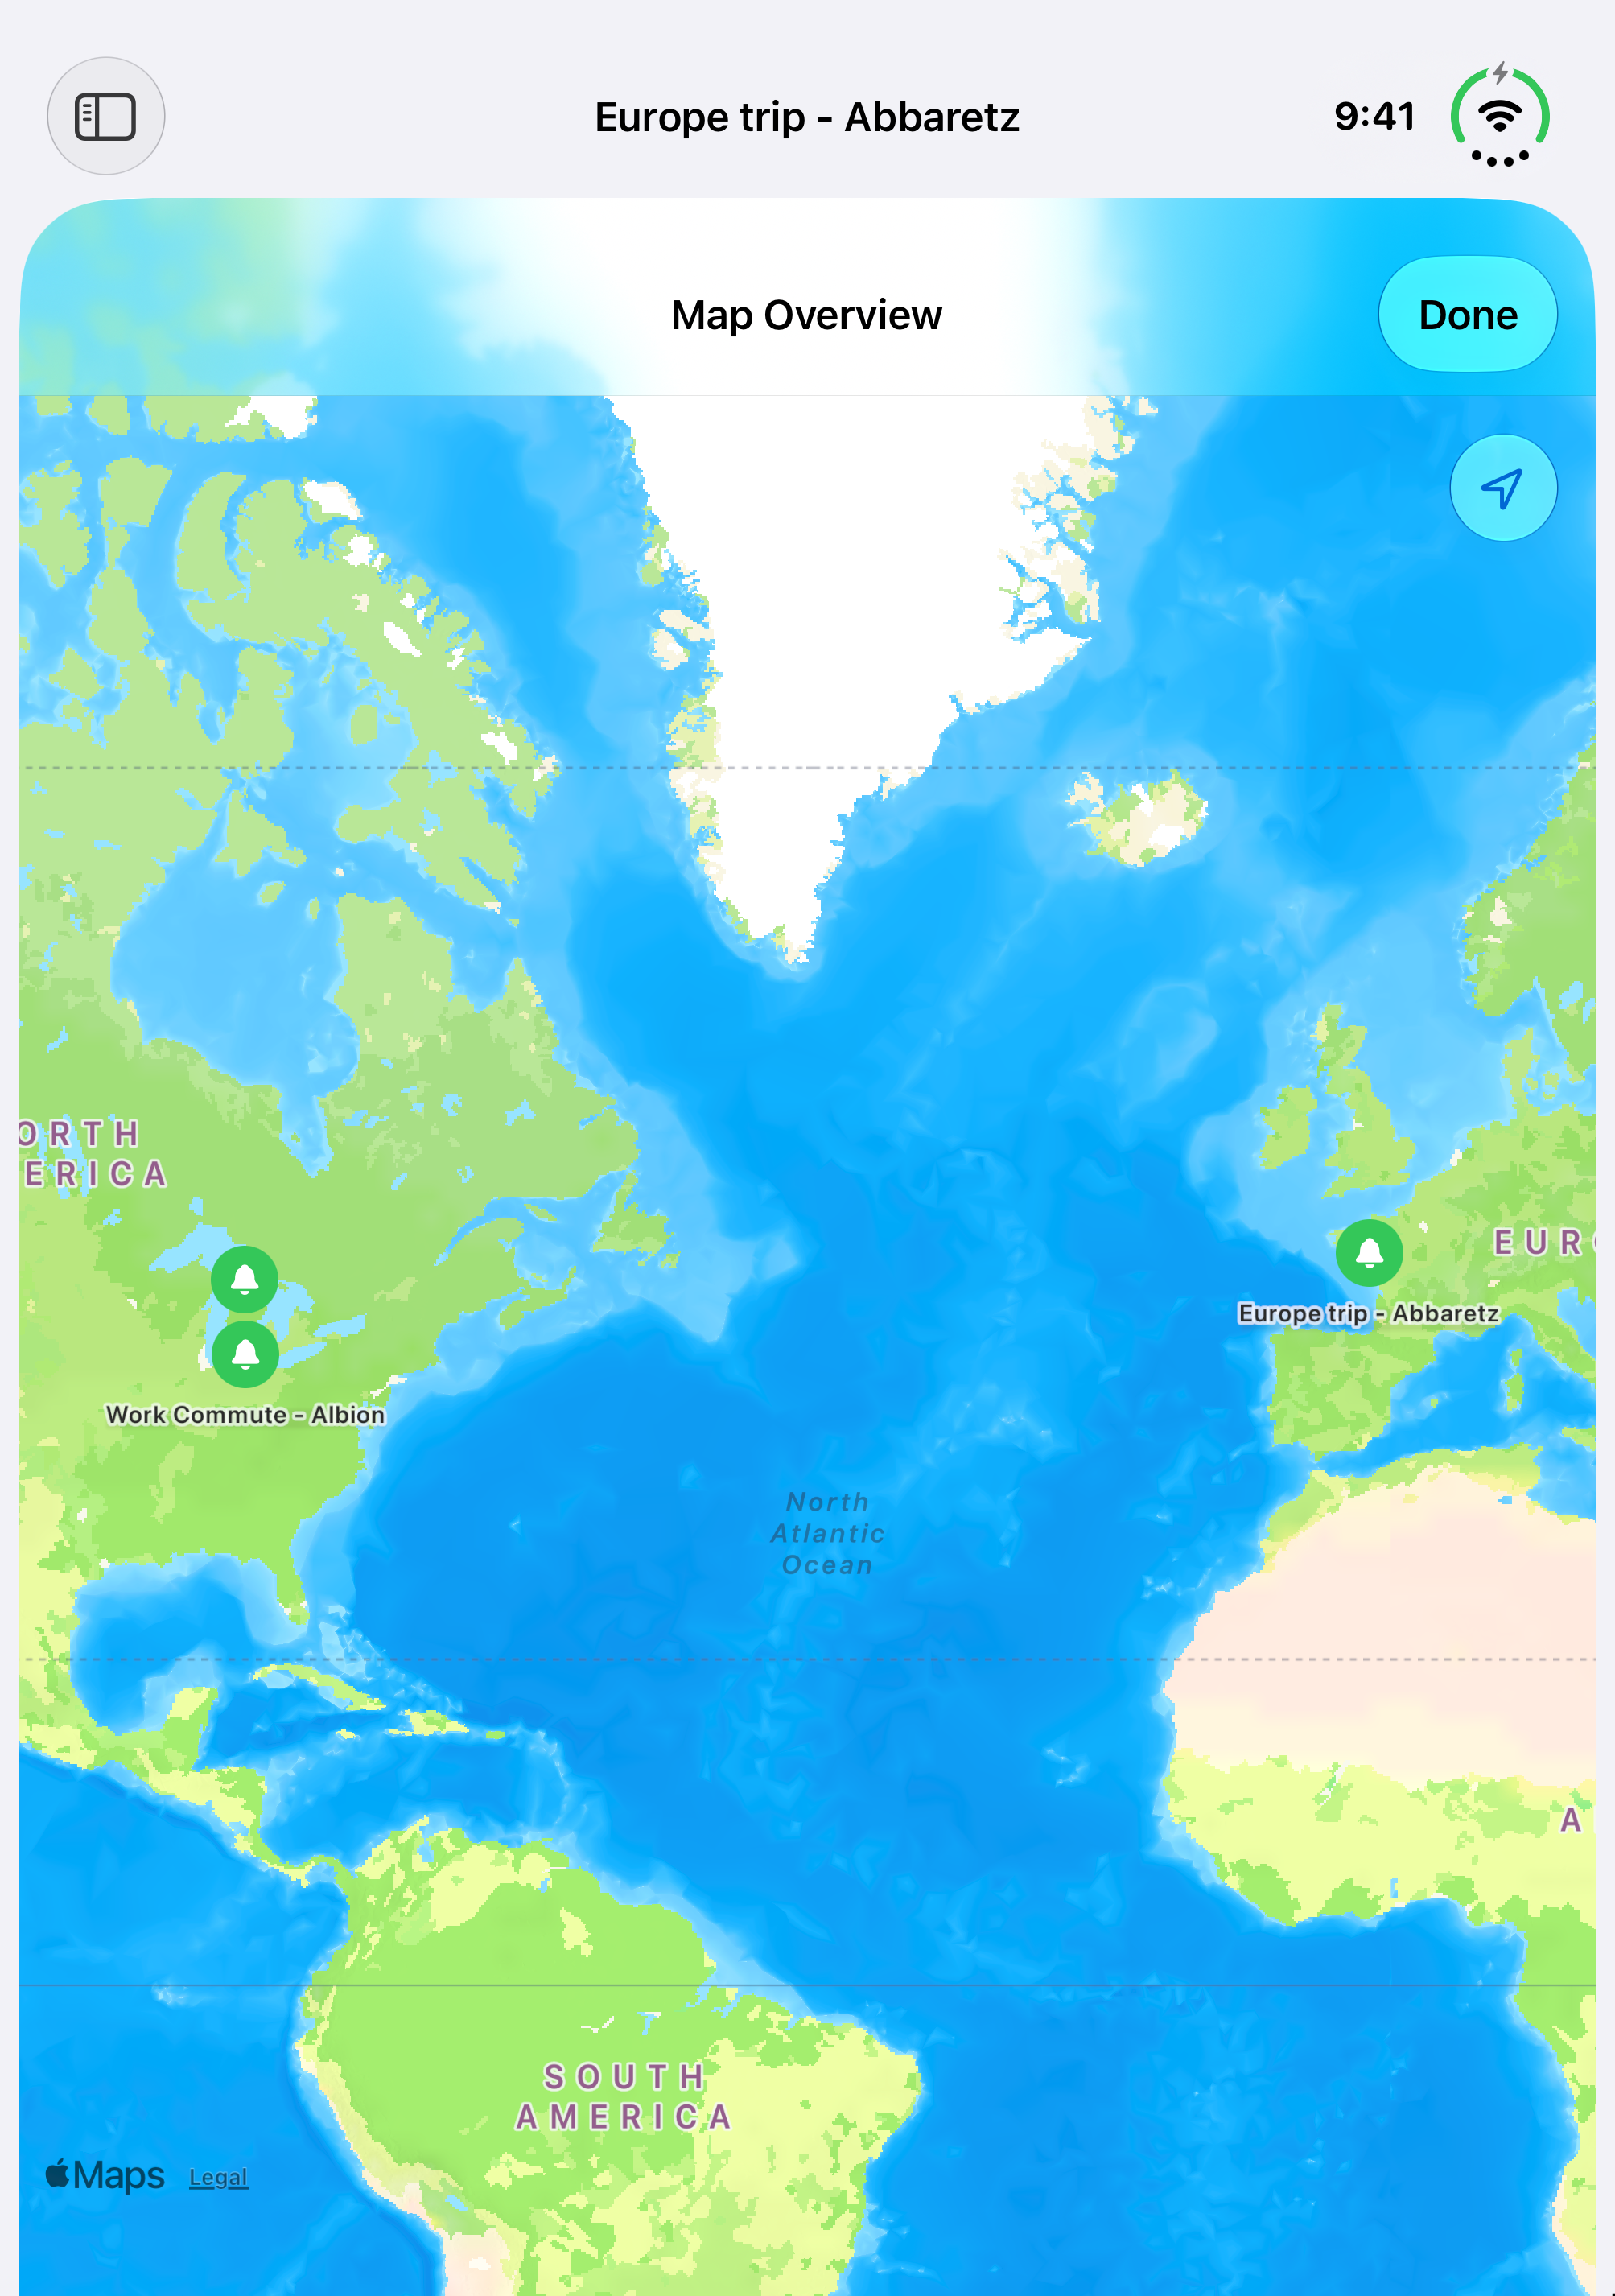 Europe trip - Abbaretz
9:41
Map Overview
Done
ORTH
ERICA
EUR
Europe trip - Abbaretz
Work Commute - Albion
North
Atlantic
Ocean
A
SOUTH
AMERICA
Maps
Legal